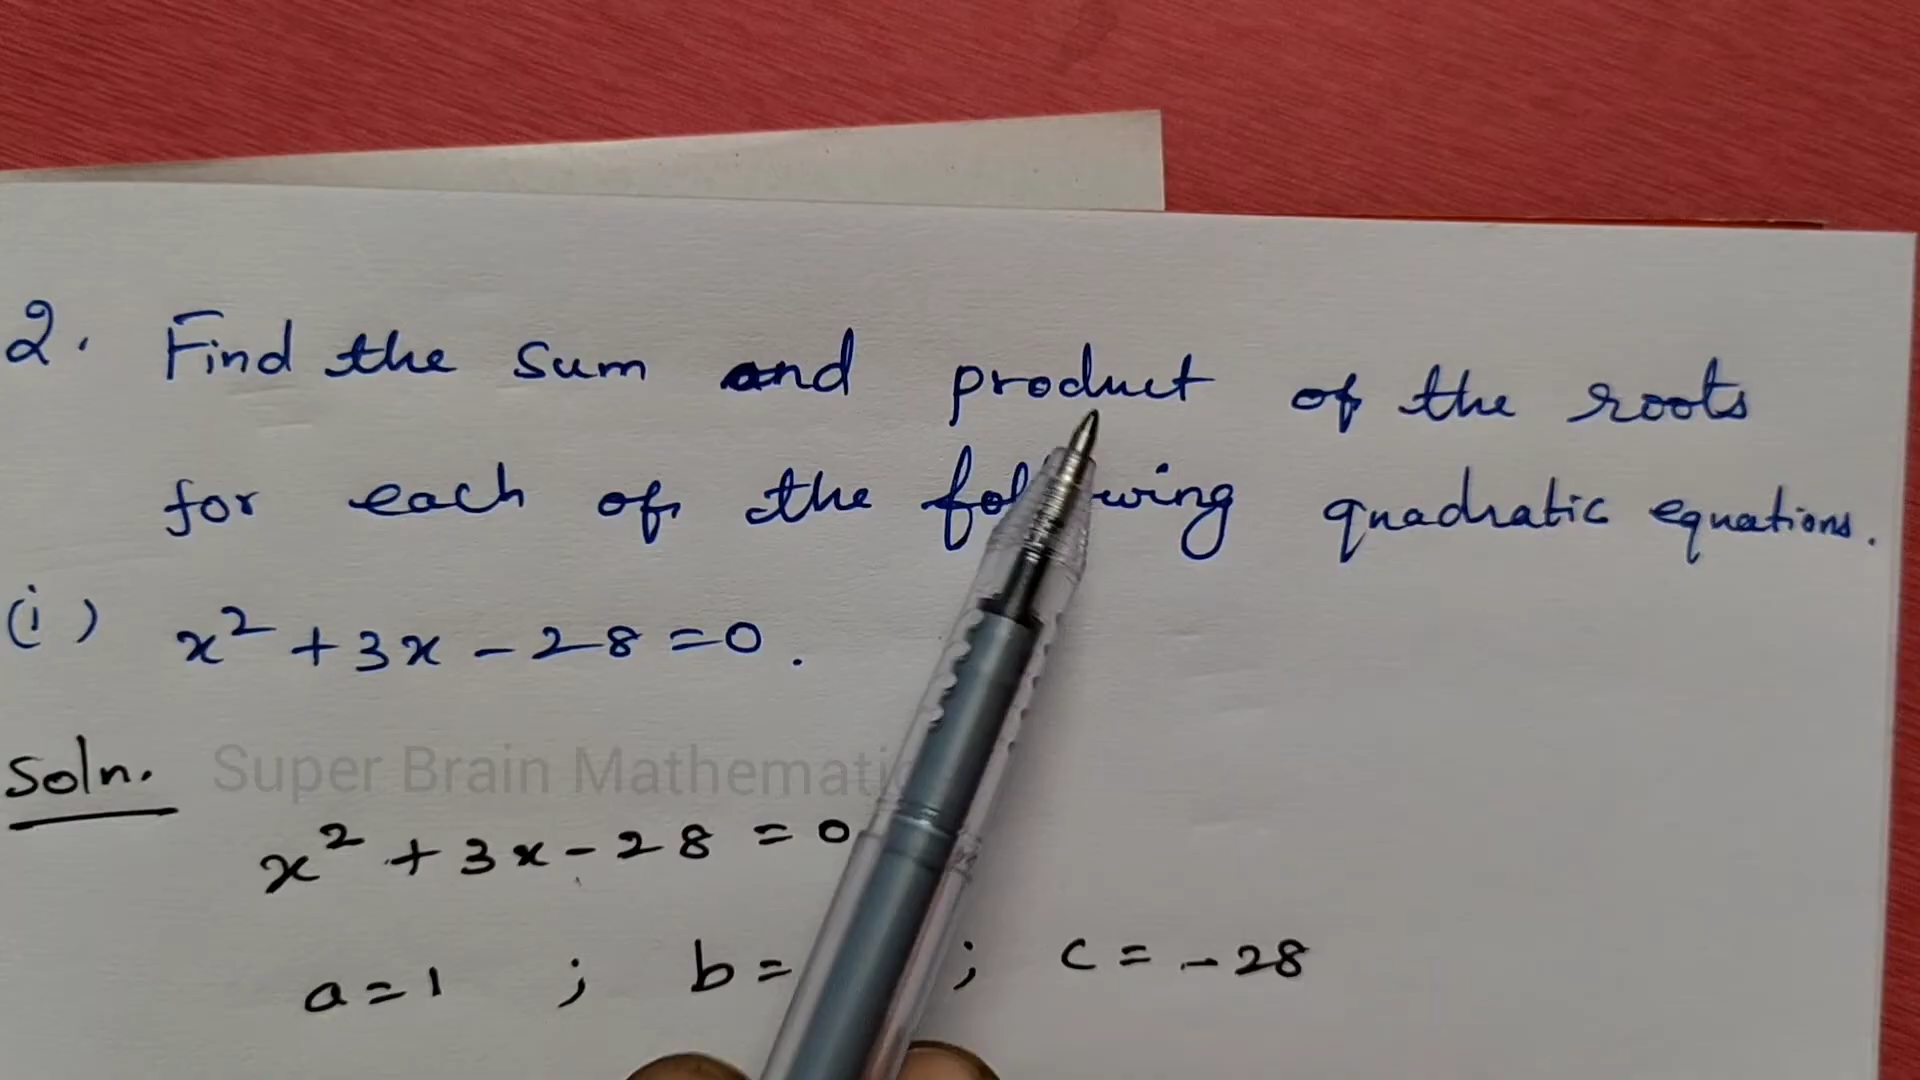 2. Find the sum and product of the roots
for each of the following quadratic equations.
(i) x² + 3x - 28 = 0.
Soln.
Super Brain Mathematic
x² + 3x - 28 = 0
a = 1 ; b = ; c = - 28